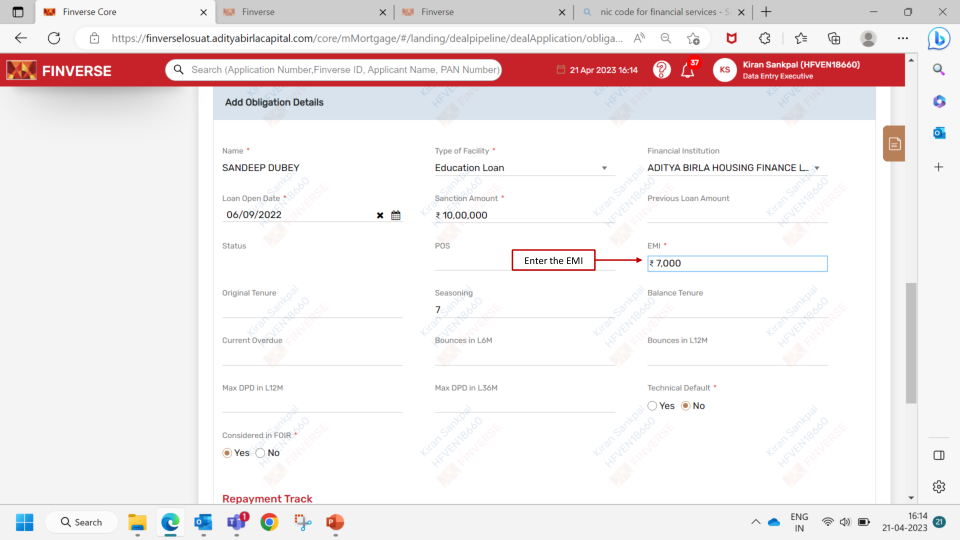 Finverse Core
Finverse
Finverse
nic code for financial services - S
https://finverselosuat.adityabirlacapital.com/core/mMortgage/#/landing/dealpipeline/dealApplication/obliga...
FINVERSE
Search (Application Number,Finverse ID, Applicant Name, PAN Number)
21 Apr 2023 16:14
37
KS
Kiran Sankpal (HFVEN18660)
Data Entry Executive
Add Obligation Details
Name *
Type of Facility *
Financial Institution
SANDEEP DUBEY
Education Loan
ADITYA BIRLA HOUSING FINANCE L...
Loan Open Date *
Sanction Amount *
Previous Loan Amount
06/09/2022
₹ 10,00,000
Status
POS
EMI *
Enter the EMI
₹ 7,000
Original Tenure
Seasoning
Balance Tenure
7
Current Overdue
Bounces in L6M
Bounces in L12M
Max DPD in L12M
Max DPD in L36M
Technical Default *
Yes No
Considered in FOIR *
Yes No
Repayment Track
Kiran Sankpal
HFVEN18660
FINVERSE
Search
1
ENG
IN
16:14
21-04-2023
21